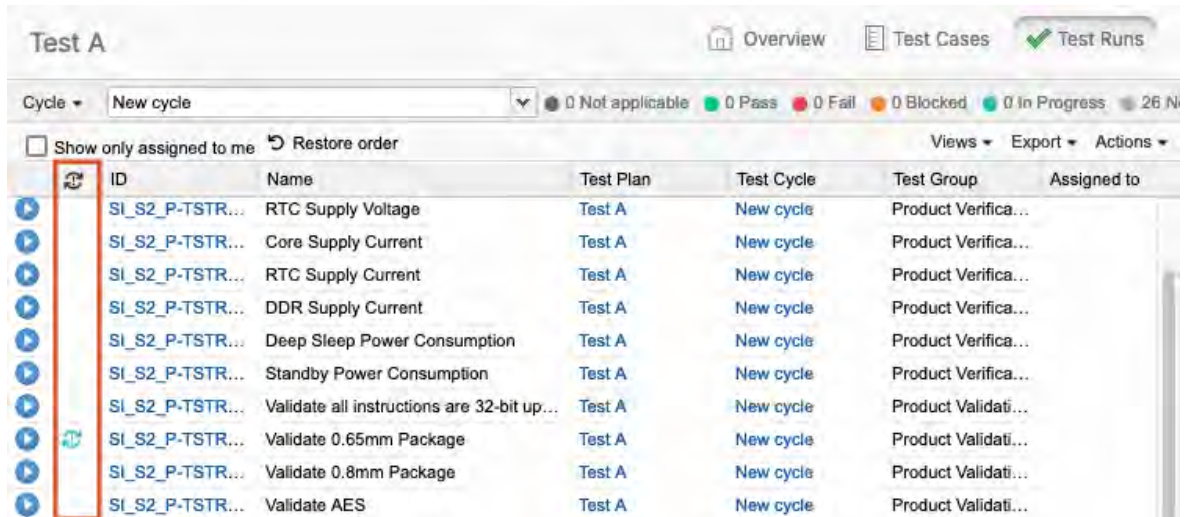 Test A Overview Test Cases Test Runs
Cycle New cycle 0 Not applicable 0 Pass 0 Fail 0 Blocked 0 In Progress 26 N
Show only assigned to me Restore order Views Export Actions
ID Name Test Plan Test Cycle Test Group Assigned to
SI_S2_P-TSTR... RTC Supply Voltage Test A New cycle Product Verifica...
SI_S2_P-TSTR... Core Supply Current Test A New cycle Product Verifica...
SI_S2_P-TSTR... RTC Supply Current Test A New cycle Product Verifica...
SI_S2_P-TSTR... DDR Supply Current Test A New cycle Product Verifica...
SI_S2_P-TSTR... Deep Sleep Power Consumption Test A New cycle Product Verifica...
SI_S2_P-TSTR... Standby Power Consumption Test A New cycle Product Verifica...
SI_S2_P-TSTR... Validate all instructions are 32-bit up... Test A New cycle Product Validati...
SI_S2_P-TSTR... Validate 0.65mm Package Test A New cycle Product Validati...
SI_S2_P-TSTR... Validate 0.8mm Package Test A New cycle Product Validati...
SI_S2_P-TSTR... Validate AES Test A New cycle Product Validati...